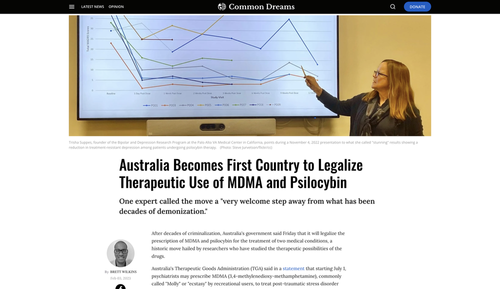 LATEST NEWS
OPINION
Common Dreams
DONATE
Australia Becomes First Country to Legalize
Therapeutic Use of MDMA and Psilocybin
One expert called the move a "very welcome step away from what has been
decades of demonization."
By BRETT WILKINS
After decades of criminalization, Australia's government said Friday that it will legalize the
prescription of MDMA and psilocybin for the treatment of two medical conditions, a
historic move hailed by researchers who have studied the therapeutic possibilities of the
drugs.
Australia's Therapeutic Goods Administration (TGA) said in a statement that starting July 1,
psychiatrists may prescribe MDMA (3,4-methylenedioxy-methamphetamine), commonly
called "Molly" or "ecstasy" by recreational users, to treat post-traumatic stress disorder